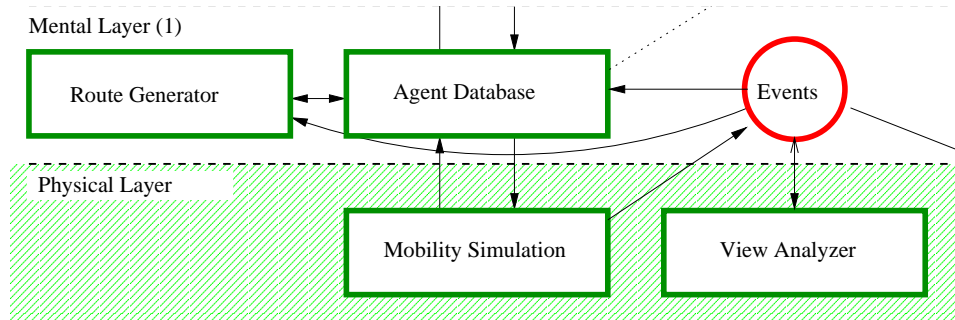 Mental Layer (1)
Route Generator
Agent Database
Events
Physical Layer
Mobility Simulation
View Analyzer